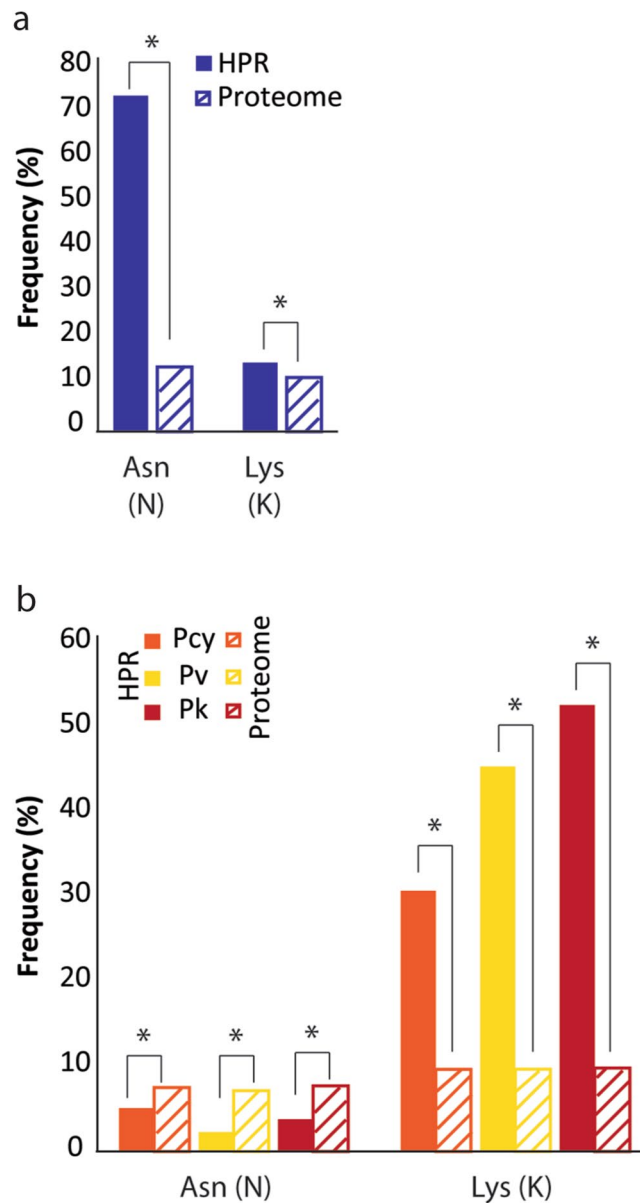 a
80
70
60
50
40
30
20
10
0
Frequency (%)
*
HPR
Proteome
*
Asn
(N)
Lys
(K)
b
60
50
40
30
20
10
0
Frequency (%)
HPR
Pcy
Pv
Pk
Proteome
*
*
*
*
*
*
Asn (N)
Lys (K)